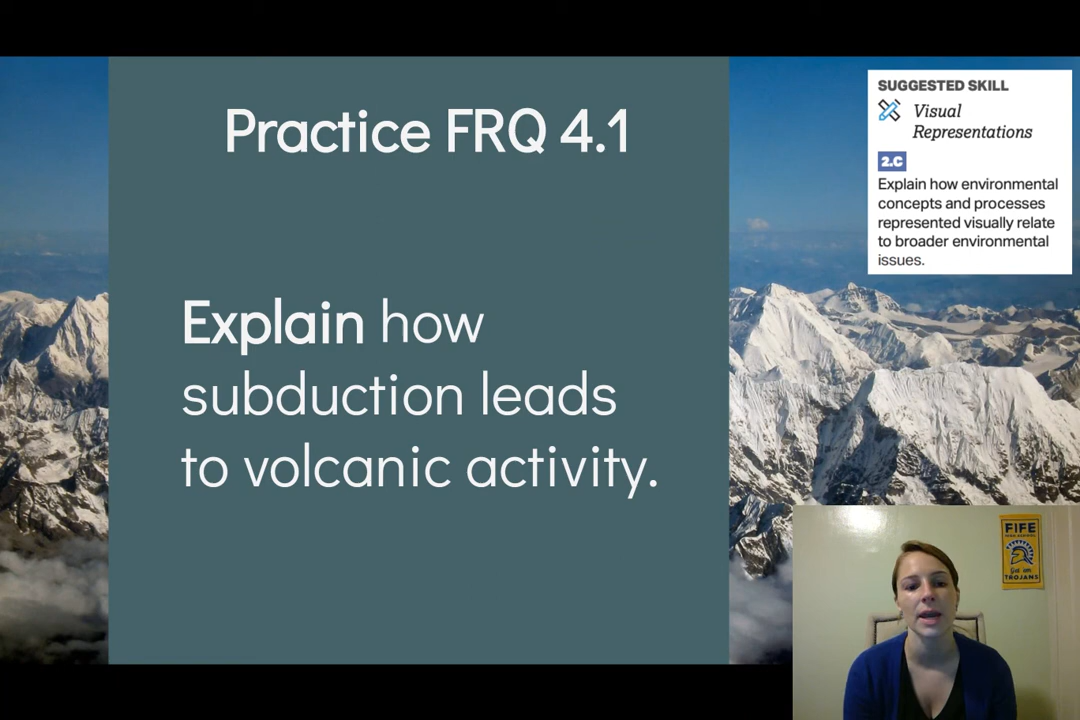 Practice FRQ 4.1
Explain how
subduction leads
to volcanic activity.
SUGGESTED SKILL
Visual
Representations
2.C
Explain how environmental
concepts and processes
represented visually relate
to broader environmental
issues.
FIFE
TROJANS